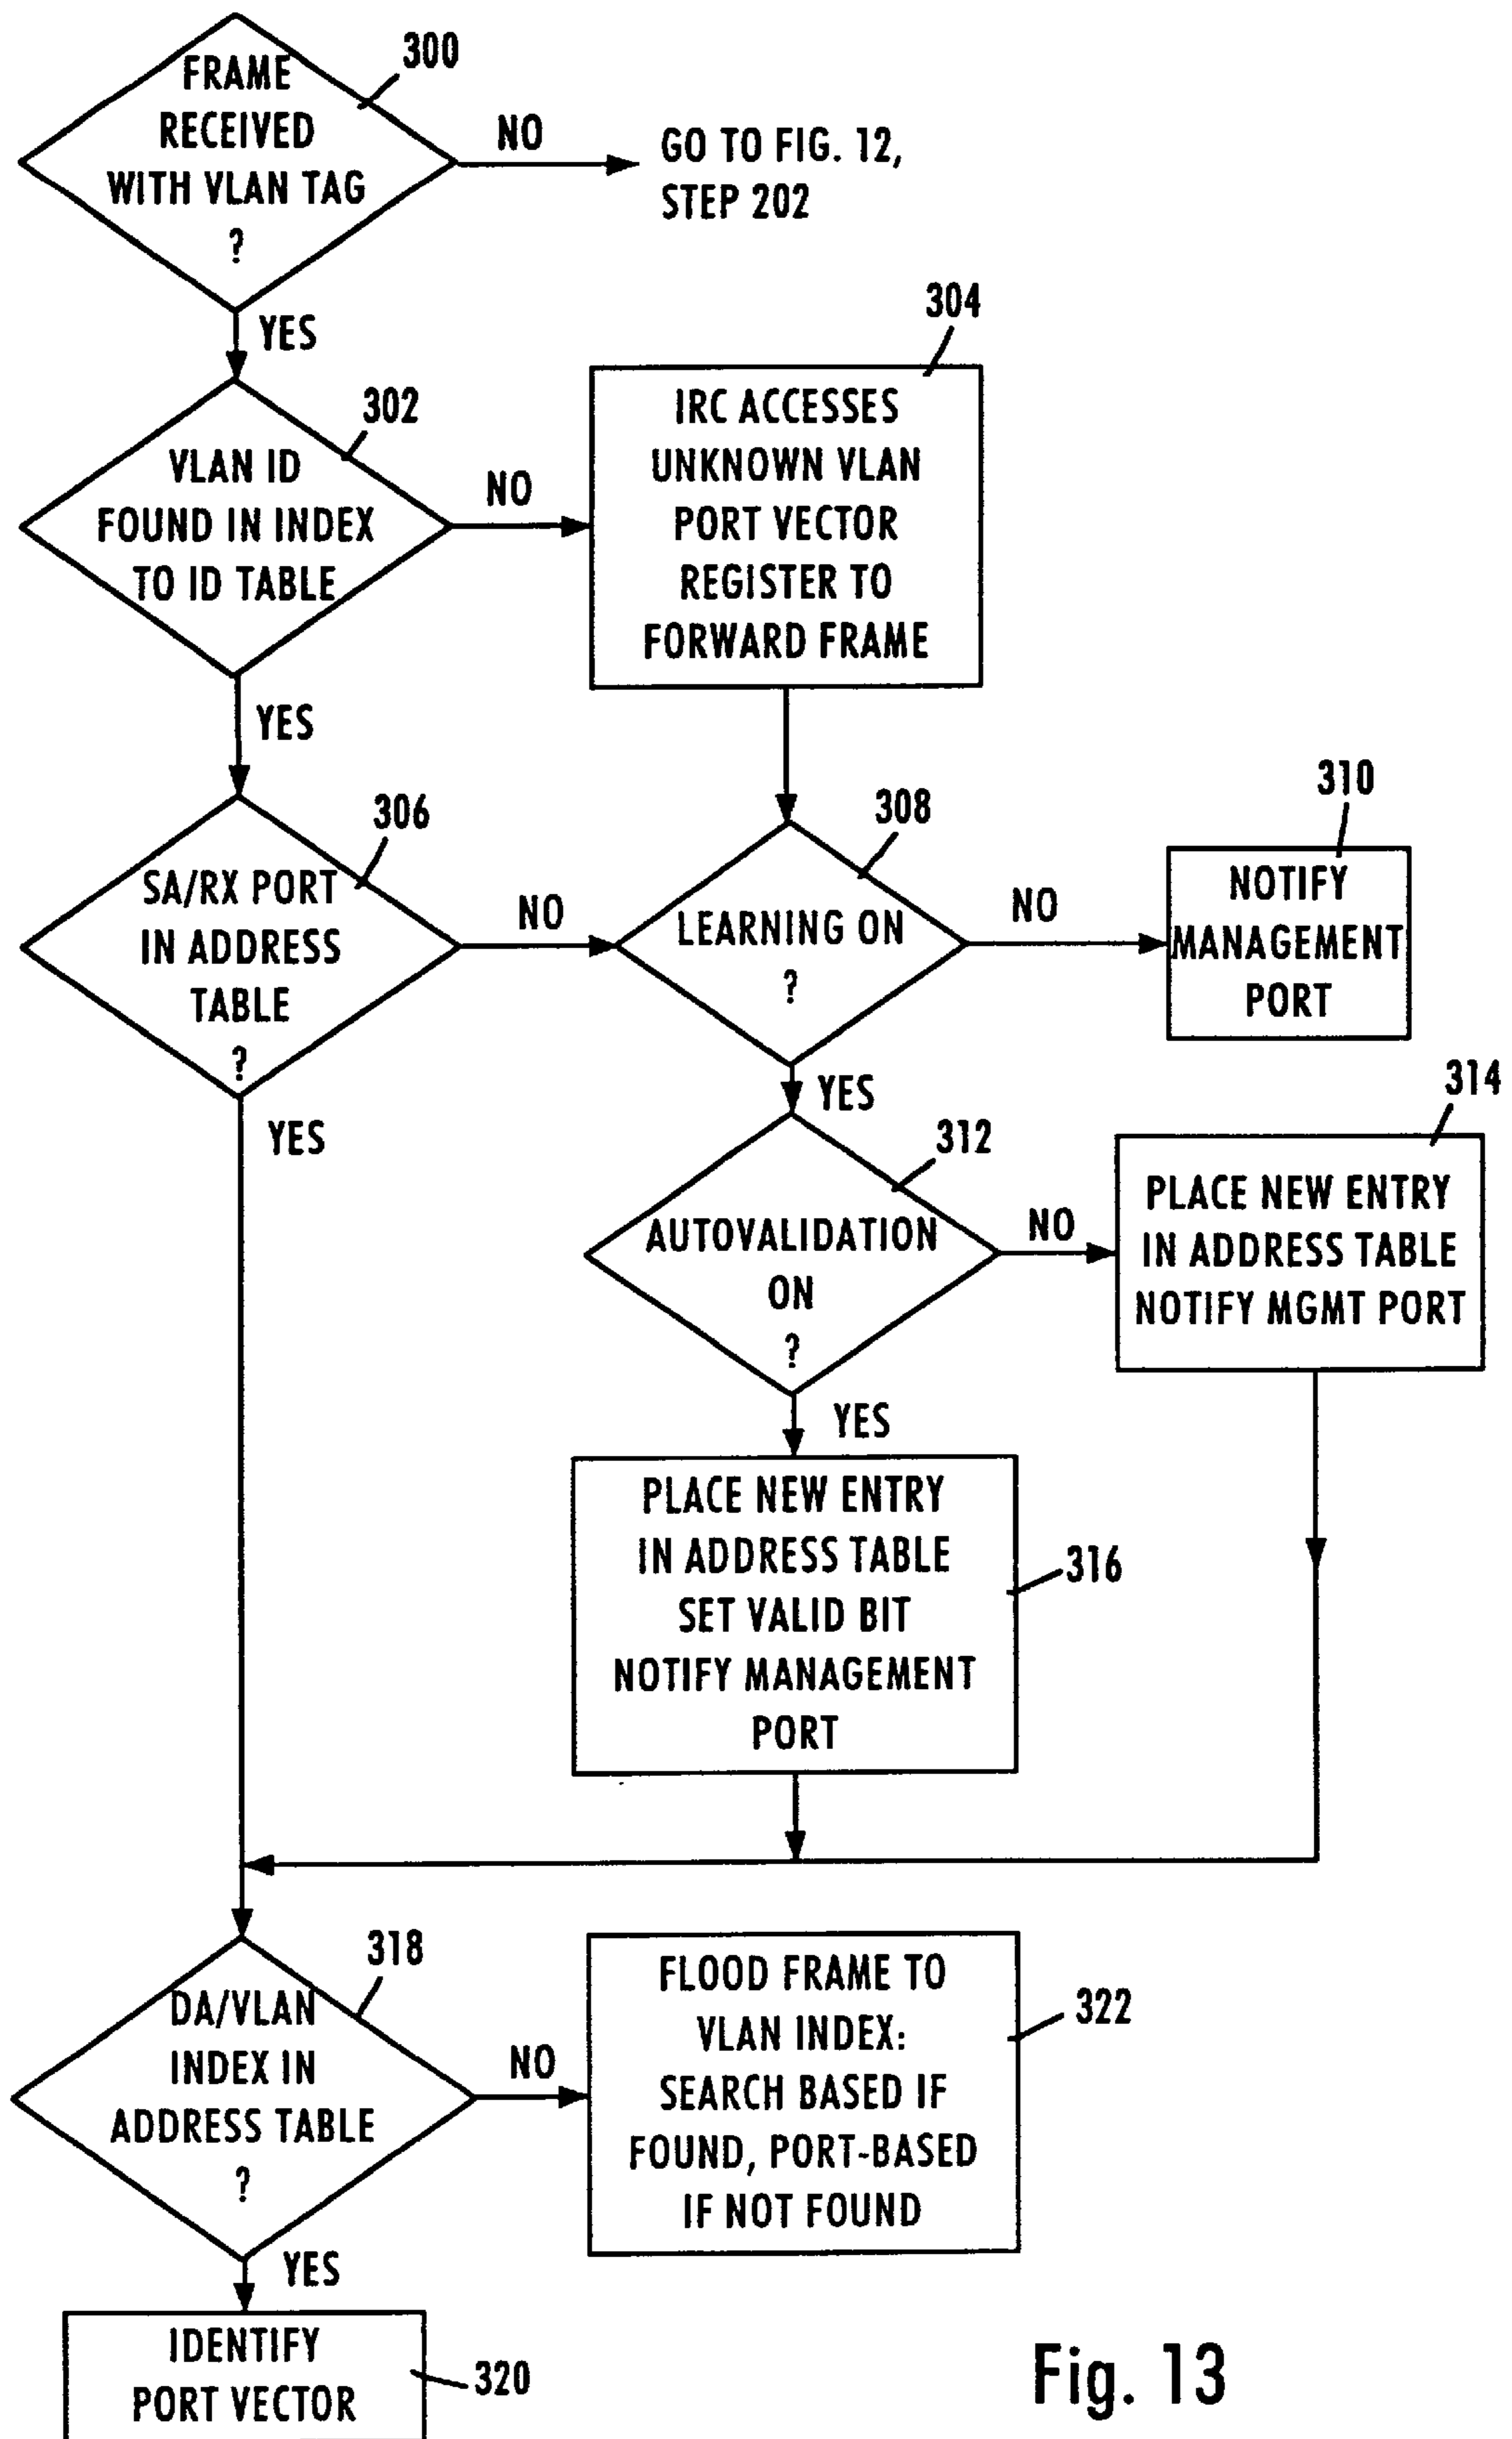 FRAME
RECEIVED
WITH VLAN TAG
?
300
NO
GO TO FIG. 12,
STEP 202
YES
302
VLAN ID
FOUND IN INDEX
TO ID TABLE
NO
304
IRC ACCESSES
UNKNOWN VLAN
PORT VECTOR
REGISTER TO
FORWARD FRAME
YES
306
SA/RX PORT
IN ADDRESS
TABLE
?
NO
308
LEARNING ON
?
NO
310
NOTIFY
MANAGEMENT
PORT
YES
YES
312
AUTOVALIDATION
ON
?
NO
314
PLACE NEW ENTRY
IN ADDRESS TABLE
NOTIFY MGMT PORT
YES
PLACE NEW ENTRY
IN ADDRESS TABLE
SET VALID BIT
NOTIFY MANAGEMENT
PORT
316
318
DA/VLAN
INDEX IN
ADDRESS TABLE
?
NO
FLOOD FRAME TO
VLAN INDEX:
SEARCH BASED IF
FOUND, PORT-BASED
IF NOT FOUND
322
YES
IDENTIFY
PORT VECTOR
320
Fig. 13